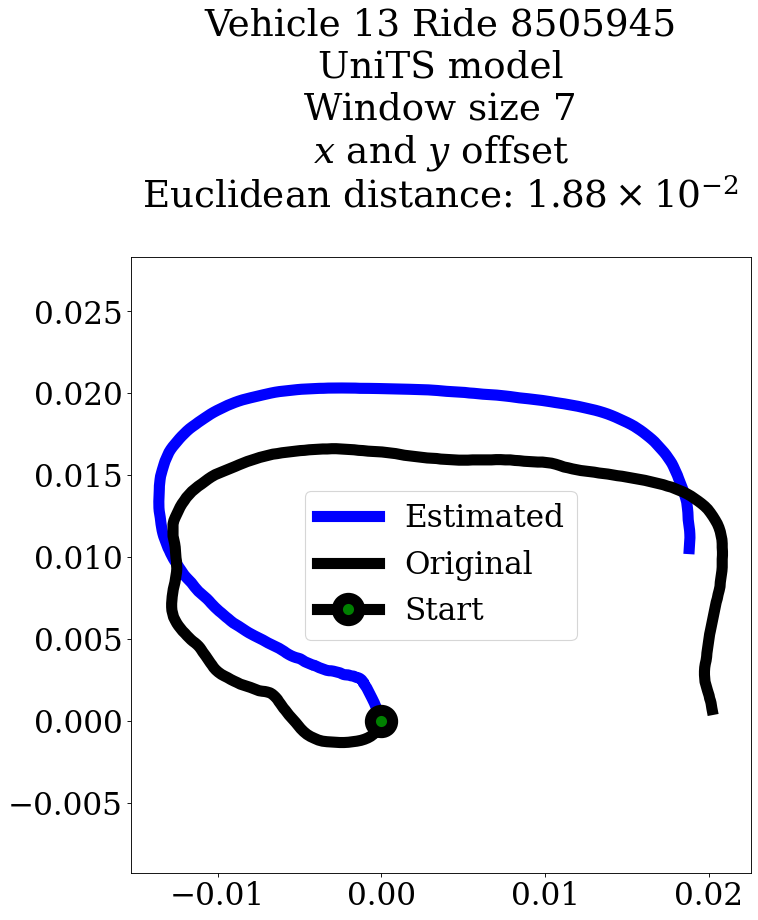 Vehicle 13 Ride 8505945
UniTS model
Window size 7
x and y offset
Euclidean distance: 1.88 × 10⁻²
0.025
0.020
0.015
0.010
0.005
0.000
−0.005
Estimated
Original
Start
−0.01 0.00 0.01 0.02